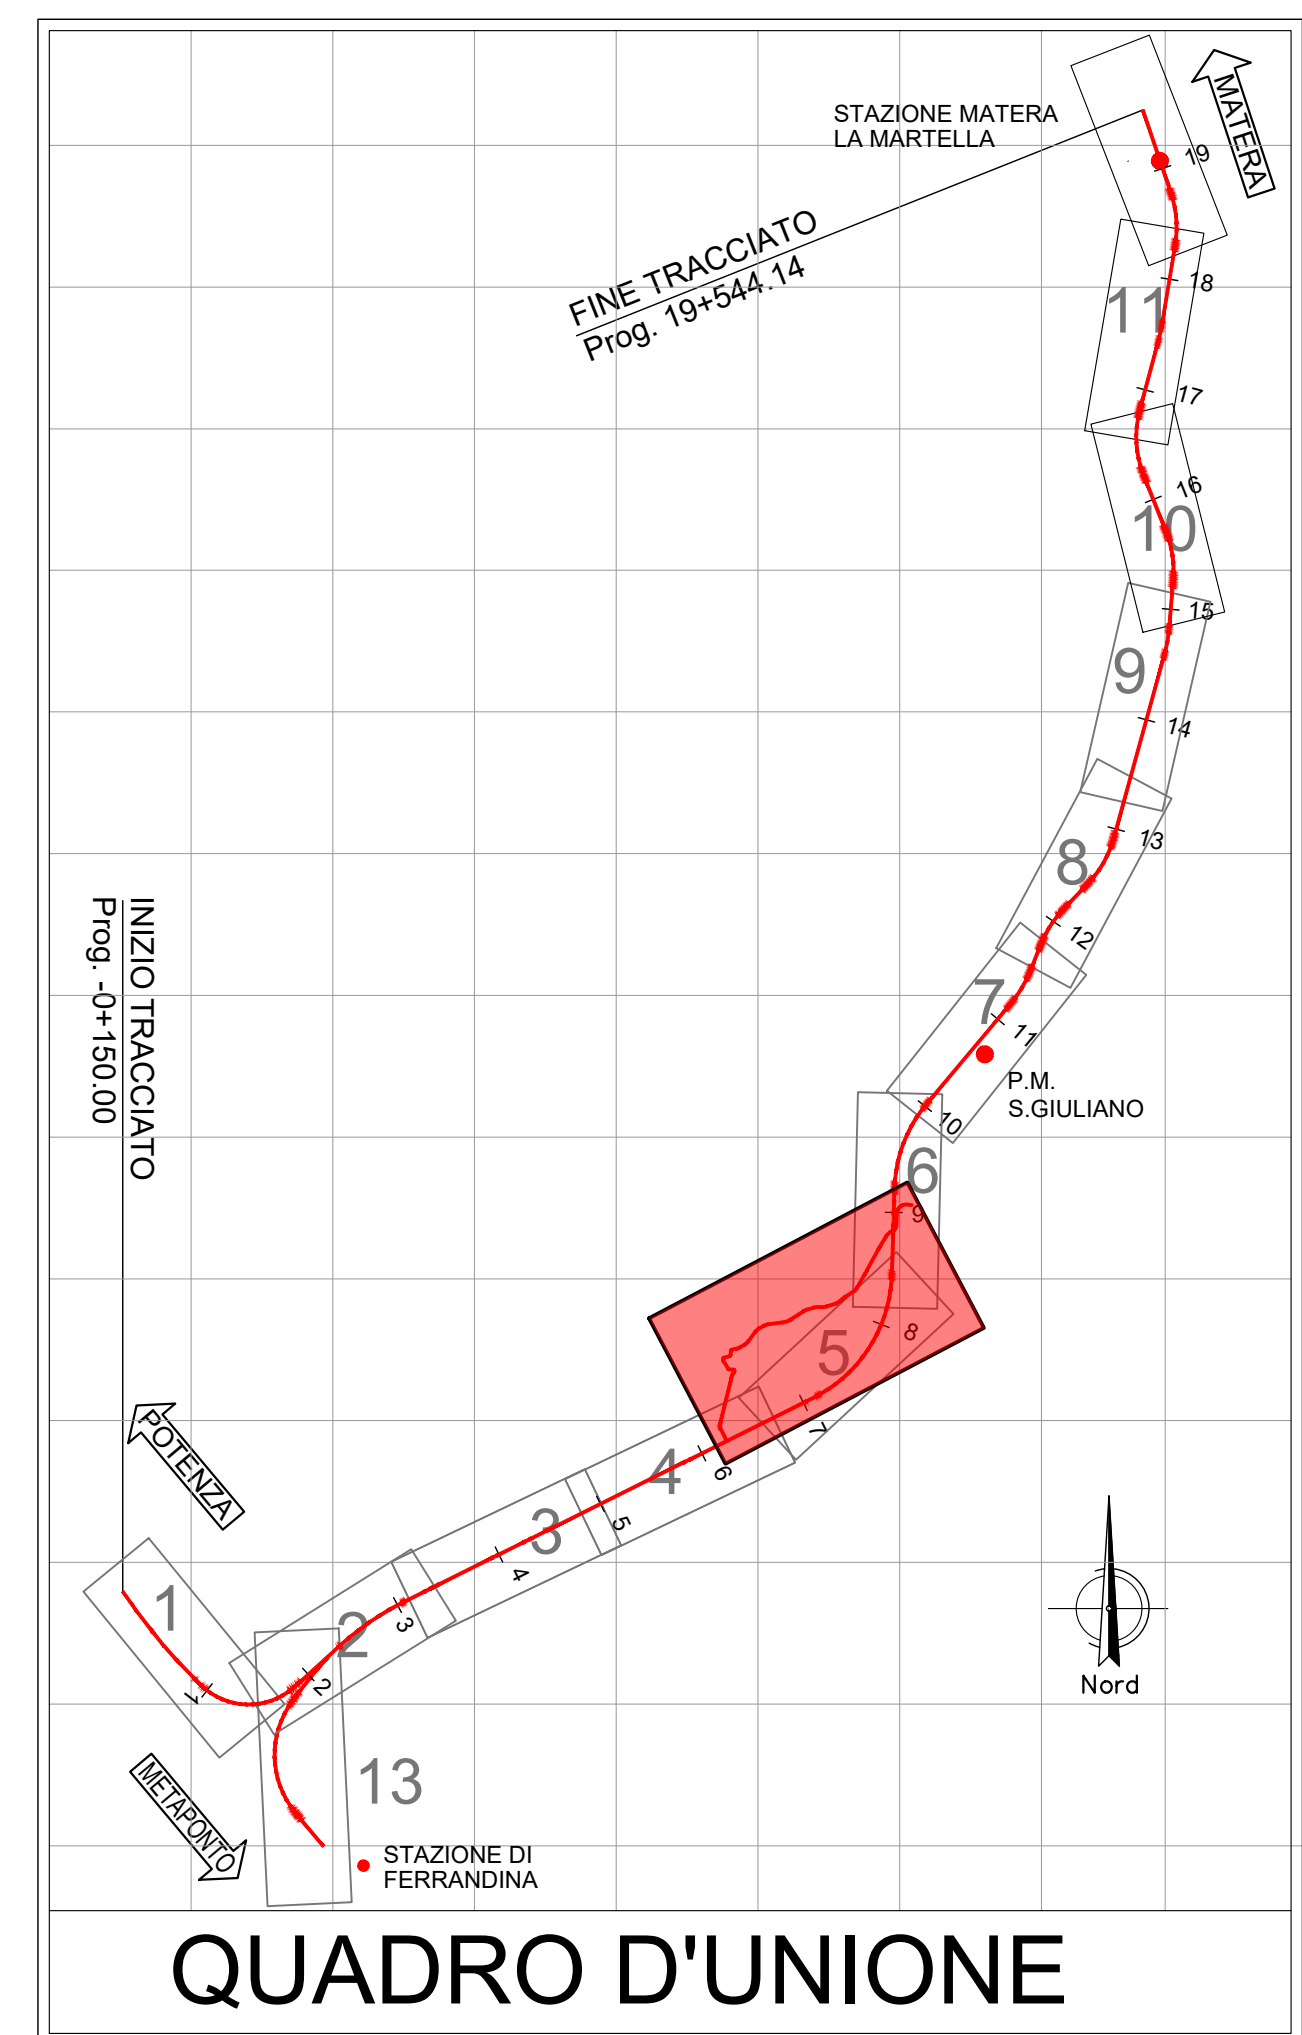 MATERA
STAZIONE MATERA
LA MARTELLA
19
FINE TRACCIATO
Prog. 19+544.14
18
11
17
16
10
15
9
14
13
8
12
INIZIO TRACCIATO
Prog. -0+150.00
7
11
P.M.
S.GIULIANO
10
6
9
8
5
POTENZA
7
4
6
3
5
4
1
2
3
2
1
Nord
13
METAPONTO
STAZIONE DI
FERRANDINA
QUADRO D'UNIONE